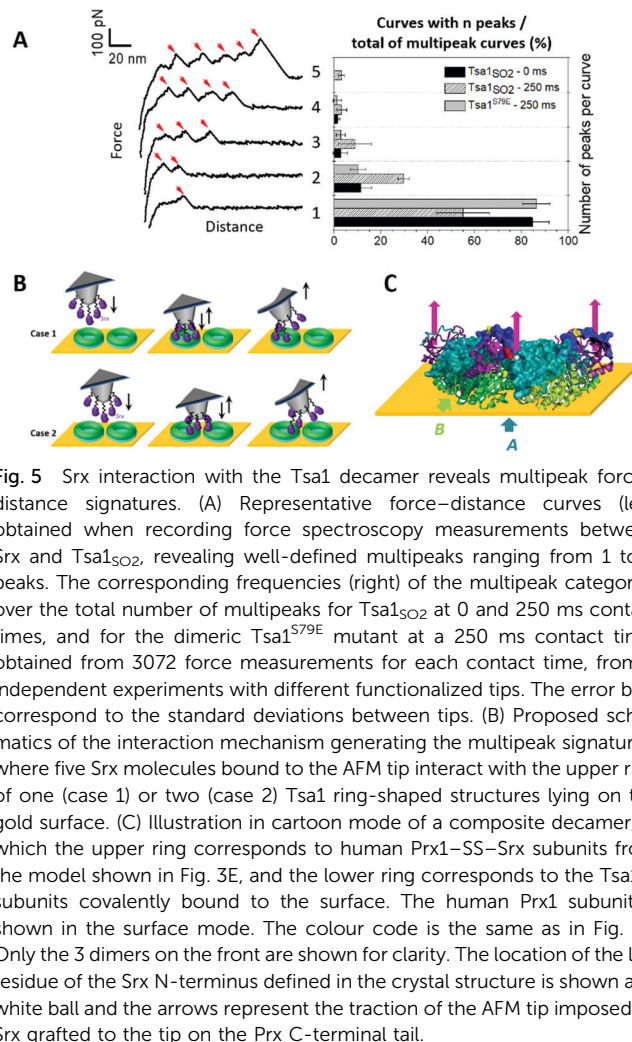 A
100 pN
20 nm
Force
Distance
5
4
3
2
1
Curves with n peaks /
total of multipeak curves (%)
Tsa1SO2 - 0 ms
Tsa1SO2 - 250 ms
Tsa1S79E - 250 ms
Number of peaks per curve
0 20 40 60 80 100
B
Srx
Case 1
Srx
Case 2
C
B
A
Fig. 5 Srx interaction with the Tsa1 decamer reveals multipeak forc
distance signatures. (A) Representative force–distance curves (le
obtained when recording force spectroscopy measurements betwe
Srx and Tsa1SO2, revealing well-defined multipeaks ranging from 1 to
peaks. The corresponding frequencies (right) of the multipeak categor
over the total number of multipeaks for Tsa1SO2 at 0 and 250 ms conta
times, and for the dimeric Tsa1S79E mutant at a 250 ms contact tin
obtained from 3072 force measurements for each contact time, from
independent experiments with different functionalized tips. The error b
correspond to the standard deviations between tips. (B) Proposed sch
matics of the interaction mechanism generating the multipeak signatur
where five Srx molecules bound to the AFM tip interact with the upper r
of one (case 1) or two (case 2) Tsa1 ring-shaped structures lying on t
gold surface. (C) Illustration in cartoon mode of a composite decamer,
which the upper ring corresponds to human Prx1–SS–Srx subunits fro
the model shown in Fig. 3E, and the lower ring corresponds to the Tsa1
subunits covalently bound to the surface. The human Prx1 subunit
shown in the surface mode. The colour code is the same as in Fig.
Only the 3 dimers on the front are shown for clarity. The location of the l
residue of the Srx N-terminus defined in the crystal structure is shown a
white ball and the arrows represent the traction of the AFM tip imposed
Srx grafted to the tip on the Prx C-terminal tail.